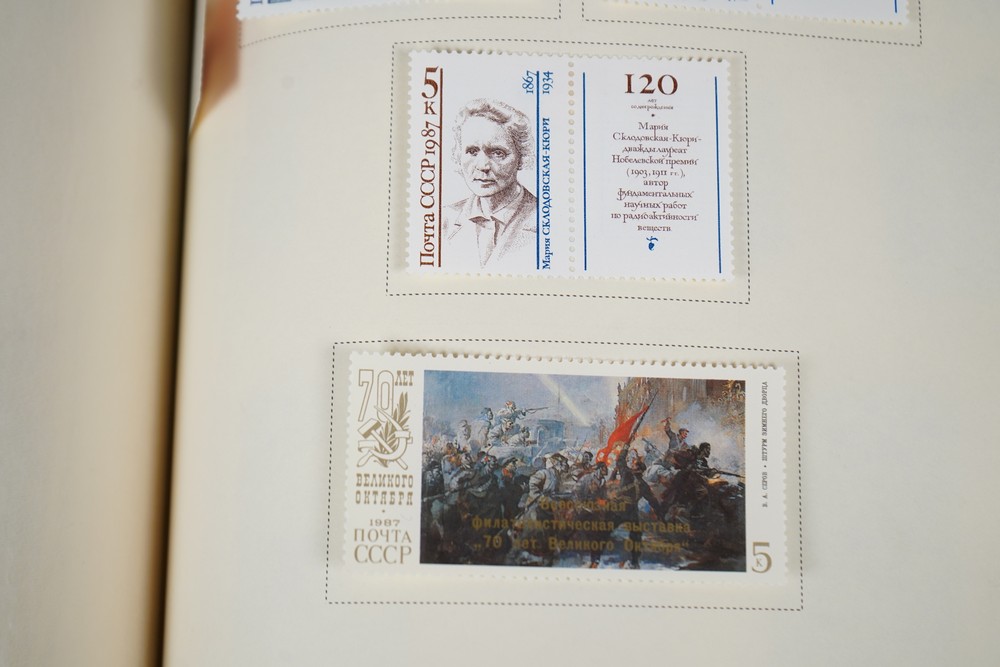 5
К
Почта СССР 1987
1867
1934
Мария Склодовская-Кюри
120
лет
со дня рождения
Мария
Склодовская-Кюри-
дважды лауреат
Нобелевской премии
(1903, 1911 гг.),
автор
фундаментальных
научных работ
по радиоактивности
веществ
70 ЛЕТ
ВЕЛИКОГО
ОКТЯБРЯ
1987
ПОЧТА
СССР
Всесоюзная
филателистическая выставка
„70 лет Великого Октября“
В. А. СЕРОВ • ШТУРМ ЗИМНЕГО ДВОРЦА
5
К